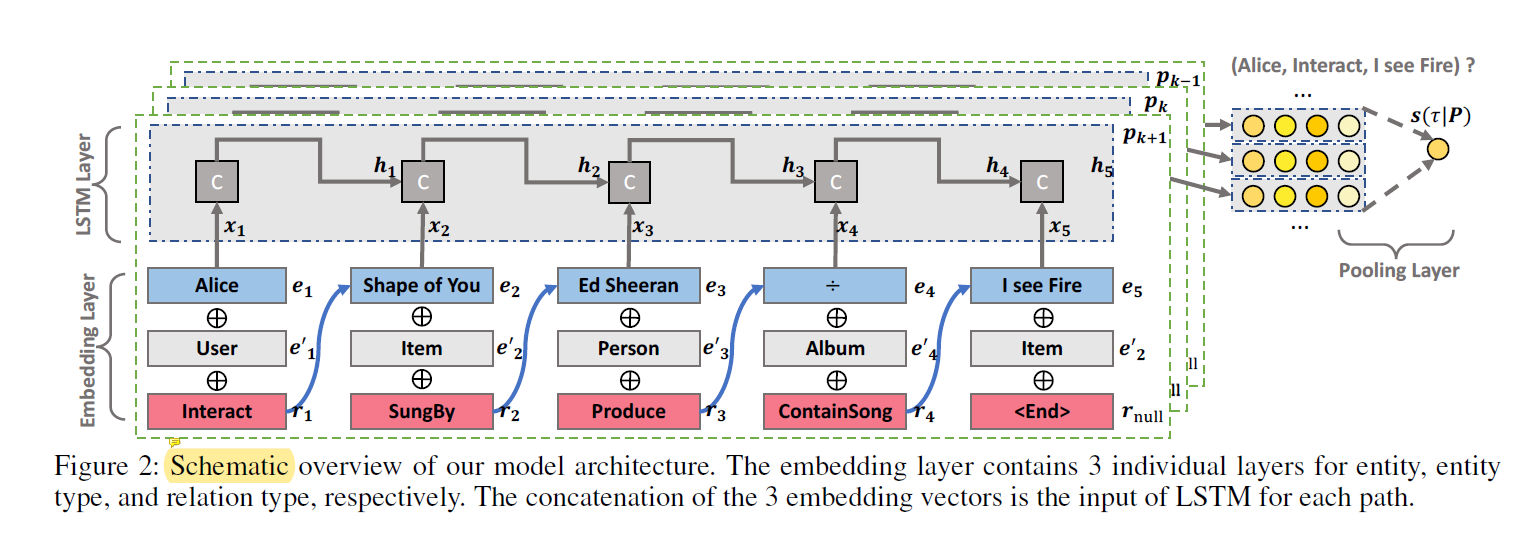 (Alice, Interact, I see Fire) ?
...
s(τ|P)
...
Pooling Layer
p_{k-1}
p_k
p_{k+1}
LSTM Layer
C C C C C
h_1 h_2 h_3 h_4 h_5
x_1 x_2 x_3 x_4 x_5
Embedding Layer
Alice e_1 Shape of You e_2 Ed Sheeran e_3 ÷ e_4 I see Fire e_5
⊕ ⊕ ⊕ ⊕ ⊕
User e'_1 Item e'_2 Person e'_3 Album e'_4 Item e'_2
ll
⊕ ⊕ ⊕ ⊕ ⊕
ll
Interact r_1 SungBy r_2 Produce r_3 ContainSong r_4 <End> r_null
Figure 2: Schematic overview of our model architecture. The embedding layer contains 3 individual layers for entity, entity
type, and relation type, respectively. The concatenation of the 3 embedding vectors is the input of LSTM for each path.